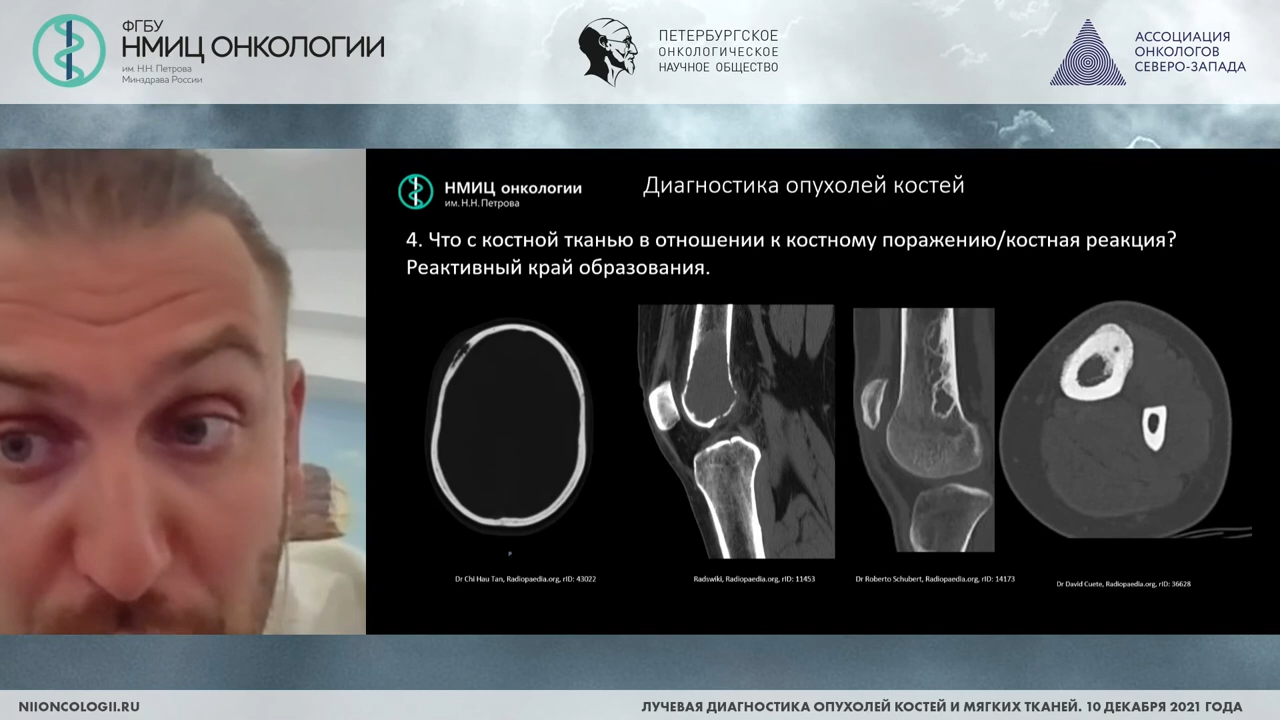 ФГБУ
НМИЦ ОНКОЛОГИИ
им. Н.Н. Петрова
Минздрава России
ПЕТЕРБУРГСКОЕ
ОНКОЛОГИЧЕСКОЕ
НАУЧНОЕ ОБЩЕСТВО
АССОЦИАЦИЯ
ОНКОЛОГОВ
СЕВЕРО-ЗАПАДА
НМИЦ онкологии
им. Н.Н.Петрова
Диагностика опухолей костей
4. Что с костной тканью в отношении к костному поражению/костная реакция?
Реактивный край образования.
P
Dr Chi Hau Tan, Radiopaedia.org, rID: 43022
Radswiki, Radiopaedia.org, rID: 11453
Dr Roberto Schubert, Radiopaedia.org, rID: 14173
Dr David Cuete, Radiopaedia.org, rID: 36628
NIIONCOLOGII.RU
ЛУЧЕВАЯ ДИАГНОСТИКА ОПУХОЛЕЙ КОСТЕЙ И МЯГКИХ ТКАНЕЙ. 10 ДЕКАБРЯ 2021 ГОДА